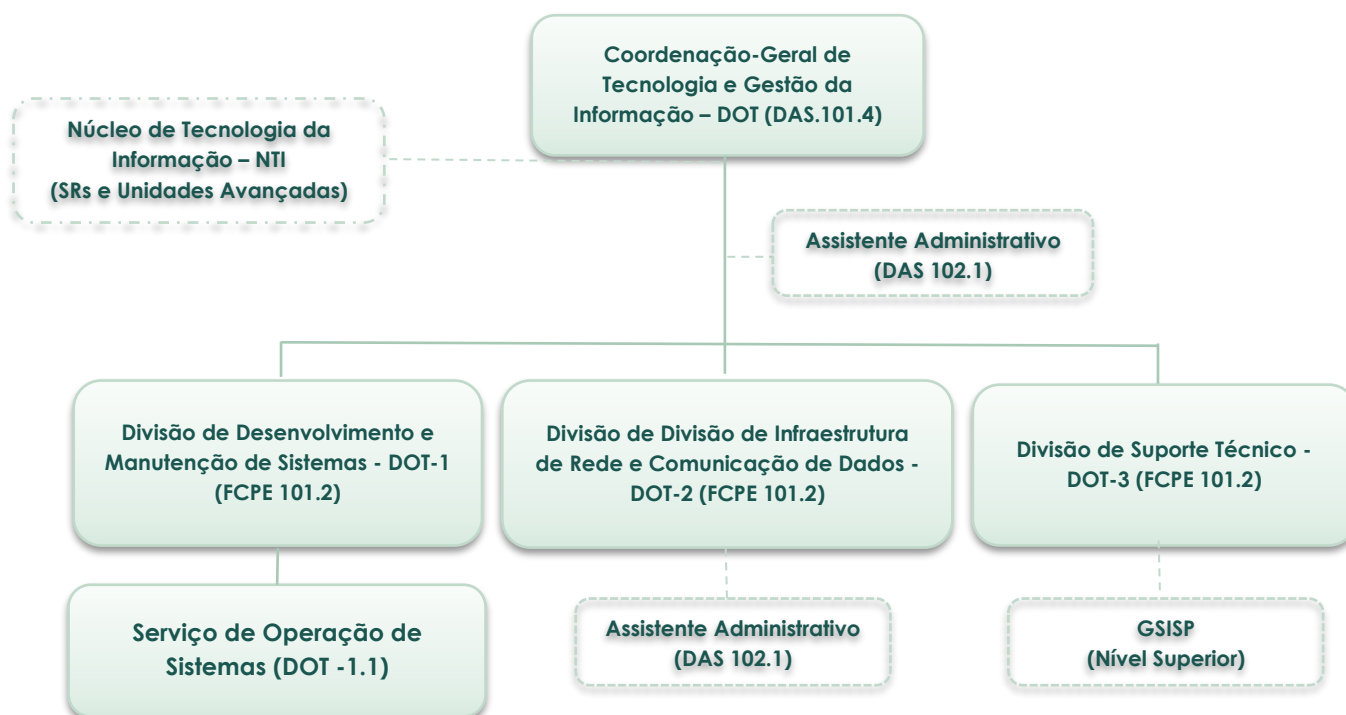 Coordenação-Geral de
Tecnologia e Gestão da
Informação – DOT (DAS.101.4)
Núcleo de Tecnologia da
Informação – NTI
(SRs e Unidades Avançadas)
Assistente Administrativo
(DAS 102.1)
Divisão de Desenvolvimento e
Manutenção de Sistemas - DOT-1
(FCPE 101.2)
Divisão de Divisão de Infraestrutura
de Rede e Comunicação de Dados -
DOT-2 (FCPE 101.2)
Divisão de Suporte Técnico -
DOT-3 (FCPE 101.2)
Serviço de Operação de
Sistemas (DOT -1.1)
Assistente Administrativo
(DAS 102.1)
GSISP
(Nível Superior)